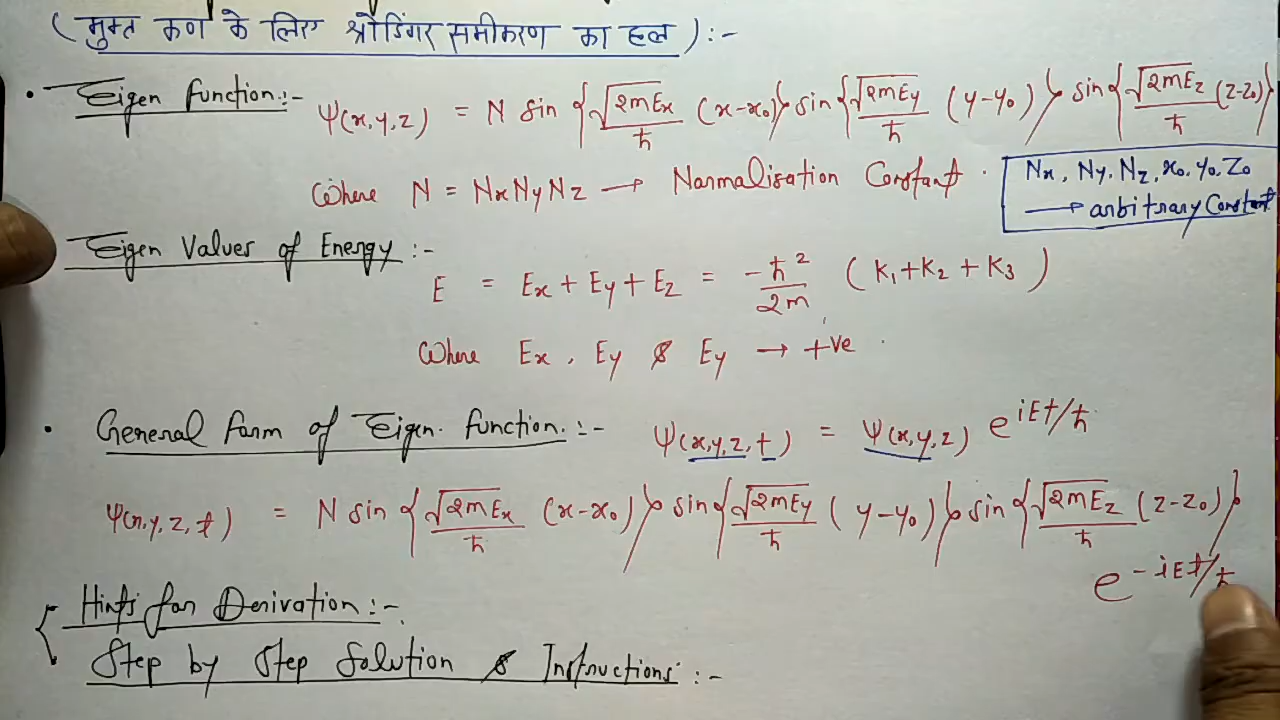 ( मुक्त कण के लिए श्रोडिंगर समीकरण का हल ) :-
• Eigen function :- ψ(x,y,z) = N sin {√2mEx/ħ (x-x₀)} sin {√2mEy/ħ (y-y₀)} sin {√2mEz/ħ (z-z₀)}
Where N = NxNyNz → Normalisation Constant .
Nx, Ny. Nz, x₀. y₀. z₀
→ arbitrary Constant
Eigen Values of Energy :-
E = Ex + Ey + Ez = -ħ²/2m (K₁+K₂+K₃)
Where Ex , Ey & Ey → +ve .
• General form of Eigen. function. :- ψ(x,y,z,t) = ψ(x,y,z) e^{iEt/ħ}
ψ(x,y,z,t) = N sin {√2mEx/ħ (x-x₀)} sin {√2mEy/ħ (y-y₀)} sin {√2mEz/ħ (z-z₀)}
e^{-iEt/ħ}
Hints for Derivation :-
Step by Step Solution & Instructions :-